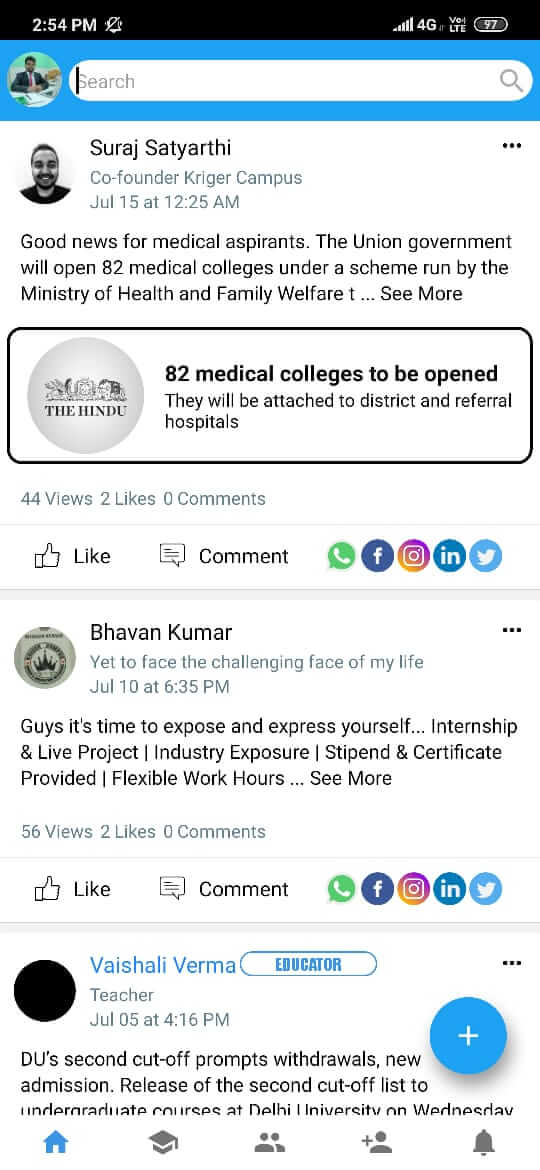 2:54 PM
4G
Vo)
LTE
97
Search
Suraj Satyarthi
Co-founder Kriger Campus
Jul 15 at 12:25 AM
Good news for medical aspirants. The Union government
will open 82 medical colleges under a scheme run by the
Ministry of Health and Family Welfare t ... See More
THE HINDU
82 medical colleges to be opened
They will be attached to district and referral
hospitals
44 Views 2 Likes 0 Comments
Like
Comment
f
in
Bhavan Kumar
Yet to face the challenging face of my life
Jul 10 at 6:35 PM
Guys it's time to expose and express yourself... Internship
& Live Project | Industry Exposure | Stipend & Certificate
Provided | Flexible Work Hours ... See More
56 Views 2 Likes 0 Comments
Like
Comment
f
in
Vaishali Verma
EDUCATOR
Teacher
Jul 05 at 4:16 PM
DU’s second cut-off prompts withdrawals, new
admission. Release of the second cut-off list to
undergraduate courses at Delhi University on Wednesday